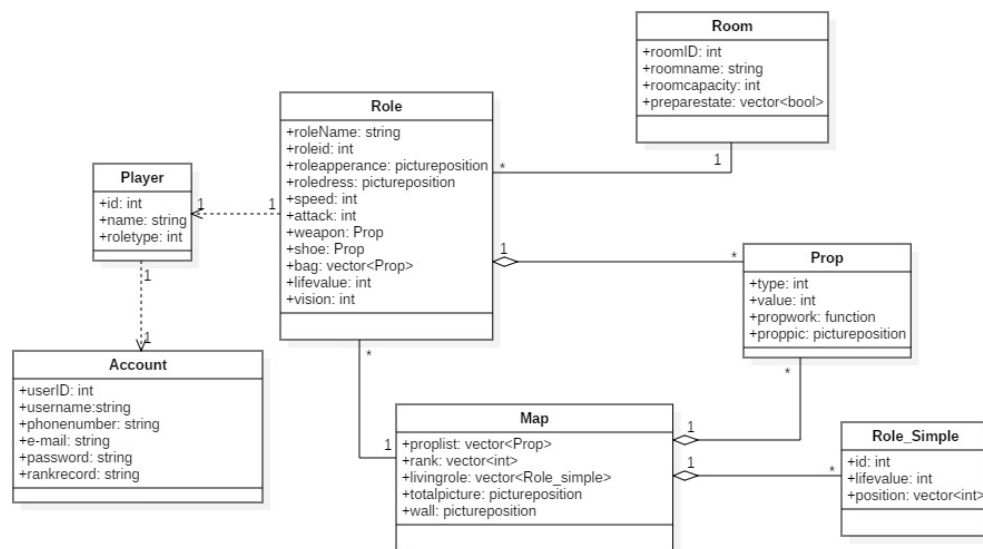 Room
+roomID: int
+roomname: string
+roomcapacity: int
+preparestate: vector<bool>
1
Role
+roleName: string
+roleid: int
+roleapperance: pictureposition
+roledress: pictureposition
+speed: int
+attack: int
+weapon: Prop
+shoe: Prop
+bag: vector<Prop>
+lifevalue: int
+vision: int
*
1
1
*
1
*
Player
+id: int
+name: string
+roletype: int
1
1
Account
+userID: int
+username:string
+phonenumber: string
+e-mail: string
+password: string
+rankrecord: string
Prop
+type: int
+value: int
+propwork: function
+proppic: pictureposition
*
Map
+proplist: vector<Prop>
+rank: vector<int>
+livingrole: vector<Role_simple>
+totalpicture: pictureposition
+wall: pictureposition
1
1
1
*
Role_Simple
+id: int
+lifevalue: int
+position: vector<int>